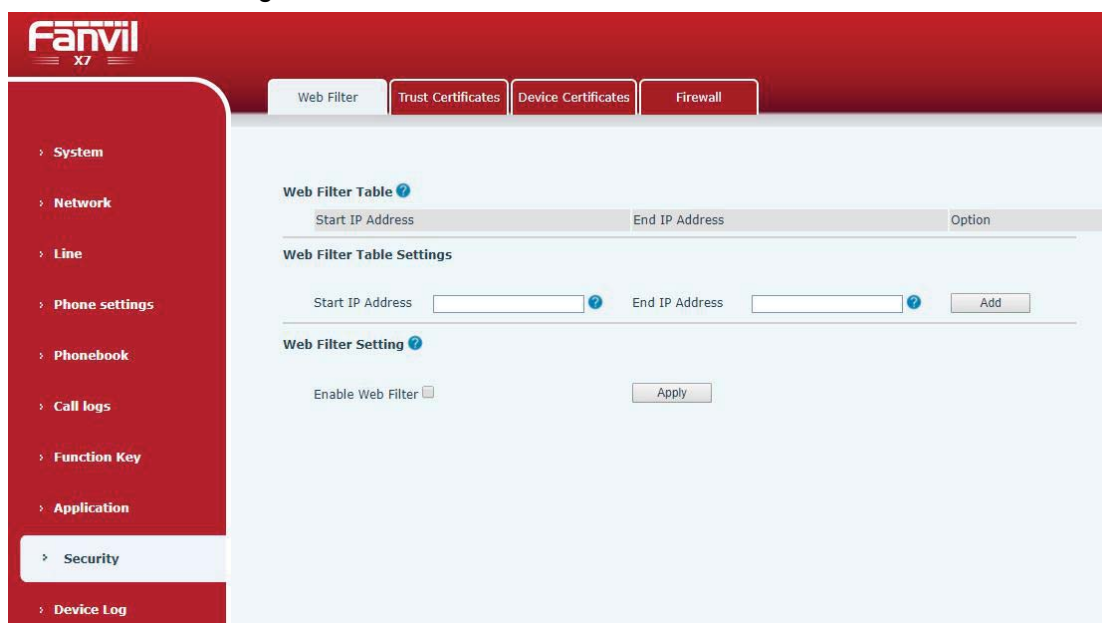 Fanvil
X7
Web Filter
Trust Certificates
Device Certificates
Firewall
System
Network
Line
Phone settings
Phonebook
Call logs
Function Key
Application
Security
Device Log
Web Filter Table
Start IP Address End IP Address Option
Web Filter Table Settings
Start IP Address End IP Address Add
Web Filter Setting
Enable Web Filter Apply